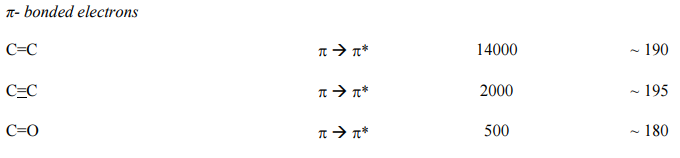 π- bonded electrons
C=C π → π* 14000 ~ 190
C≡C π → π* 2000 ~ 195
C=O π → π* 500 ~ 180